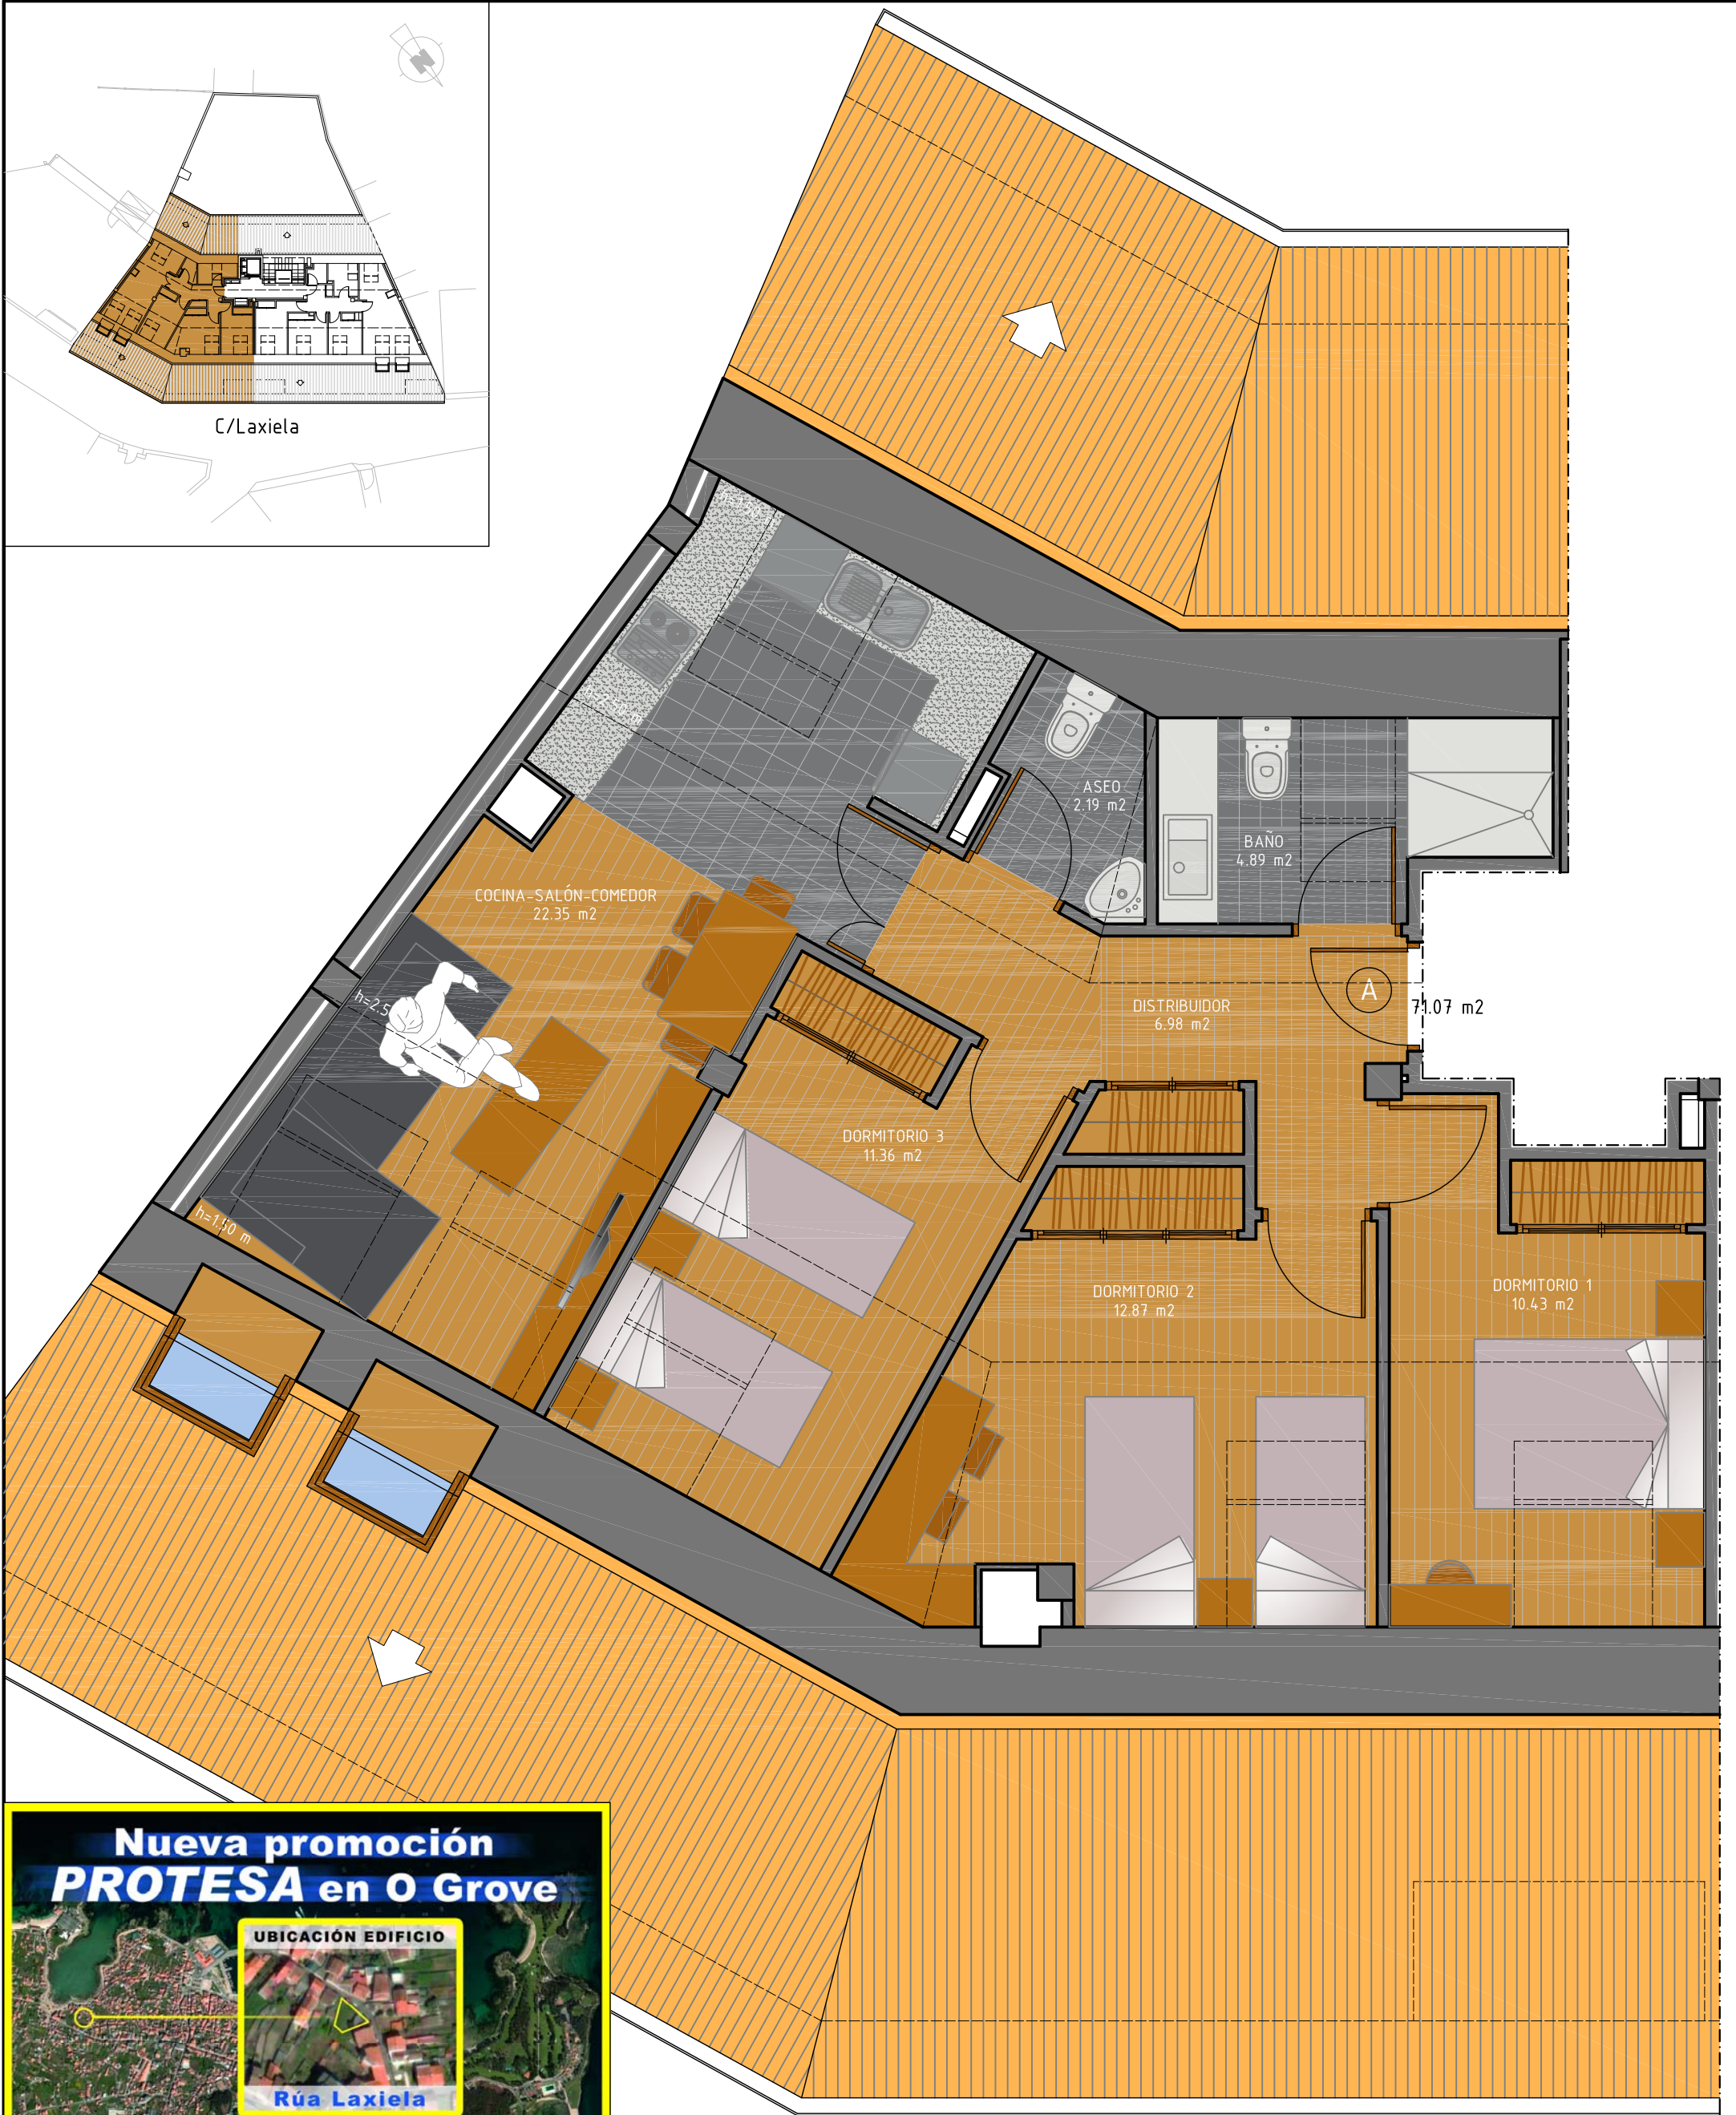 C/Laxiela
ASEO
2.19 m2
BAÑO
4.89 m2
COCINA-SALÓN-COMEDOR
22.35 m2
A
71.07 m2
DISTRIBUIDOR
6.98 m2
DORMITORIO 3
11.36 m2
h=1.50 m
DORMITORIO 2
12.87 m2
DORMITORIO 1
10.43 m2
Nueva promoción
PROTESA en O Grove
UBICACIÓN EDIFICIO
Rúa Laxiela